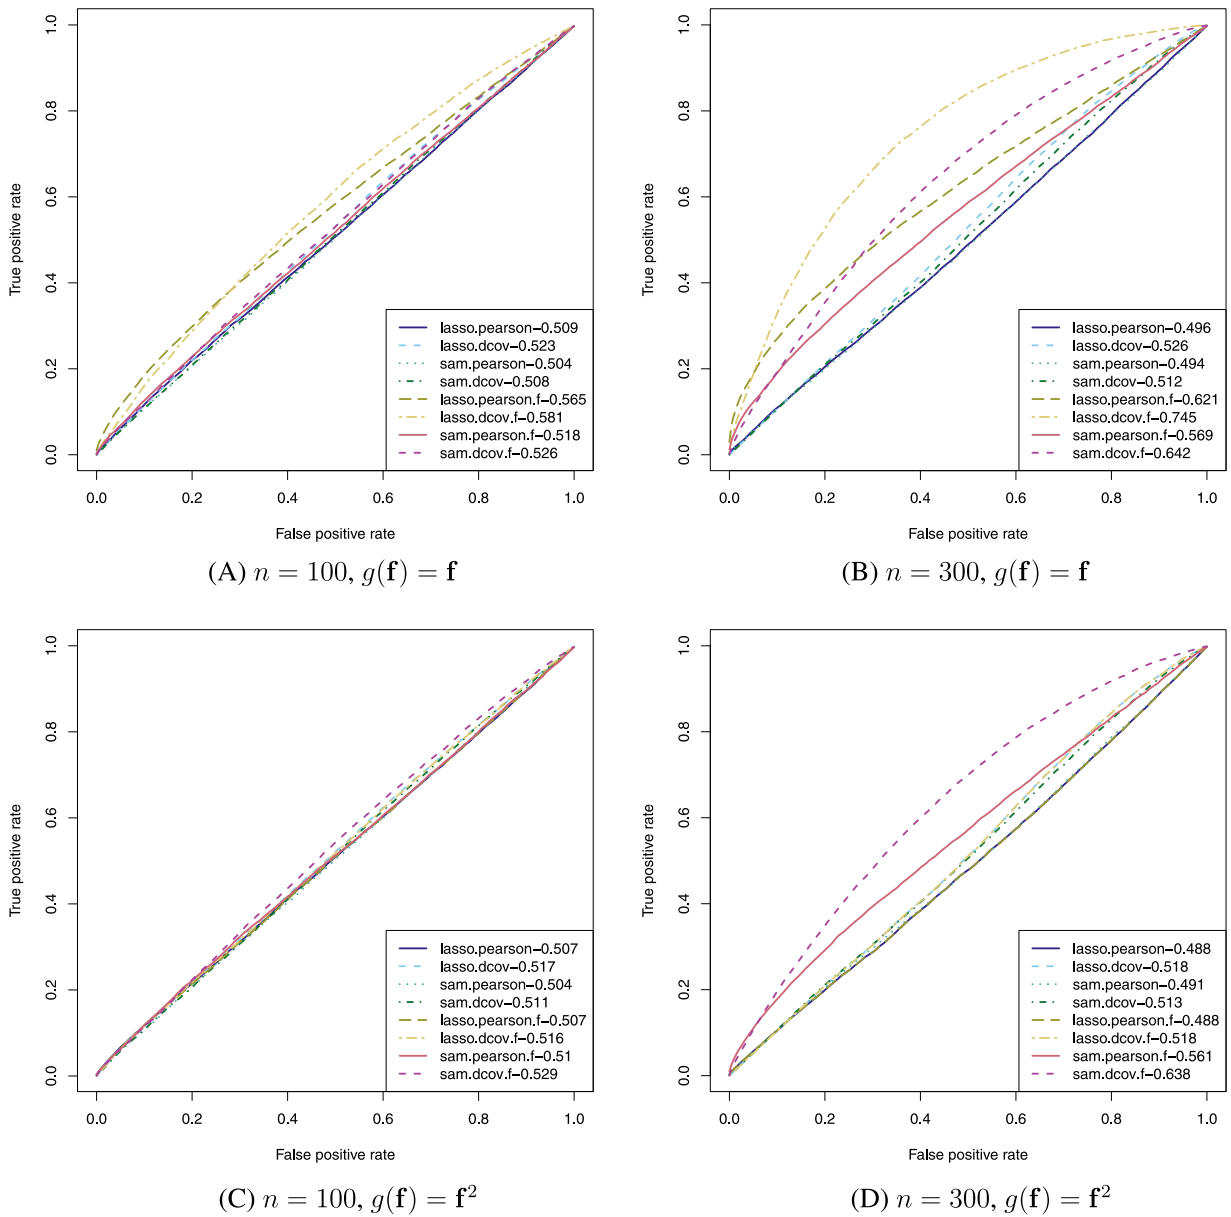 1.0
0.8
0.6
0.4
0.2
0.0
True positive rate
lasso.pearson−0.509
lasso.dcov−0.523
sam.pearson−0.504
sam.dcov−0.508
lasso.pearson.f−0.565
lasso.dcov.f−0.581
sam.pearson.f−0.518
sam.dcov.f−0.526
0.0 0.2 0.4 0.6 0.8 1.0
False positive rate
(A) n = 100, g(f) = f
1.0
0.8
0.6
0.4
0.2
0.0
True positive rate
lasso.pearson−0.496
lasso.dcov−0.526
sam.pearson−0.494
sam.dcov−0.512
lasso.pearson.f−0.621
lasso.dcov.f−0.745
sam.pearson.f−0.569
sam.dcov.f−0.642
0.0 0.2 0.4 0.6 0.8 1.0
False positive rate
(B) n = 300, g(f) = f
1.0
0.8
0.6
0.4
0.2
0.0
True positive rate
lasso.pearson−0.507
lasso.dcov−0.517
sam.pearson−0.504
sam.dcov−0.511
lasso.pearson.f−0.507
lasso.dcov.f−0.516
sam.pearson.f−0.51
sam.dcov.f−0.529
0.0 0.2 0.4 0.6 0.8 1.0
False positive rate
(C) n = 100, g(f) = f²
1.0
0.8
0.6
0.4
0.2
0.0
True positive rate
lasso.pearson−0.488
lasso.dcov−0.518
sam.pearson−0.491
sam.dcov−0.513
lasso.pearson.f−0.488
lasso.dcov.f−0.518
sam.pearson.f−0.561
sam.dcov.f−0.638
0.0 0.2 0.4 0.6 0.8 1.0
False positive rate
(D) n = 300, g(f) = f²